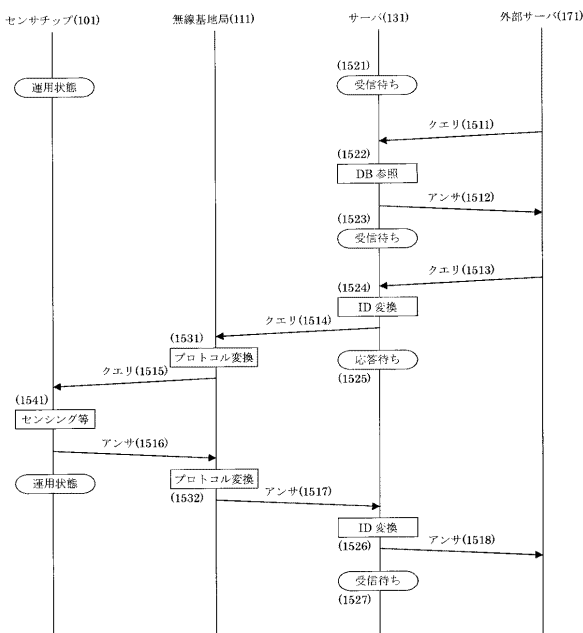 センサチップ(101)
無線基地局(111)
サーバ(131)
外部サーバ(171)
(1521)
運用状態
受信待ち
クエリ(1511)
(1522)
DB 参照
アンサ(1512)
(1523)
受信待ち
クエリ(1513)
(1524)
ID 変換
クエリ(1514)
(1531)
プロトコル変換
応答待ち
クエリ(1515)
(1525)
(1541)
センシング等
アンサ(1516)
プロトコル変換
運用状態
(1532)
アンサ(1517)
ID 変換
(1526)
アンサ(1518)
受信待ち
(1527)